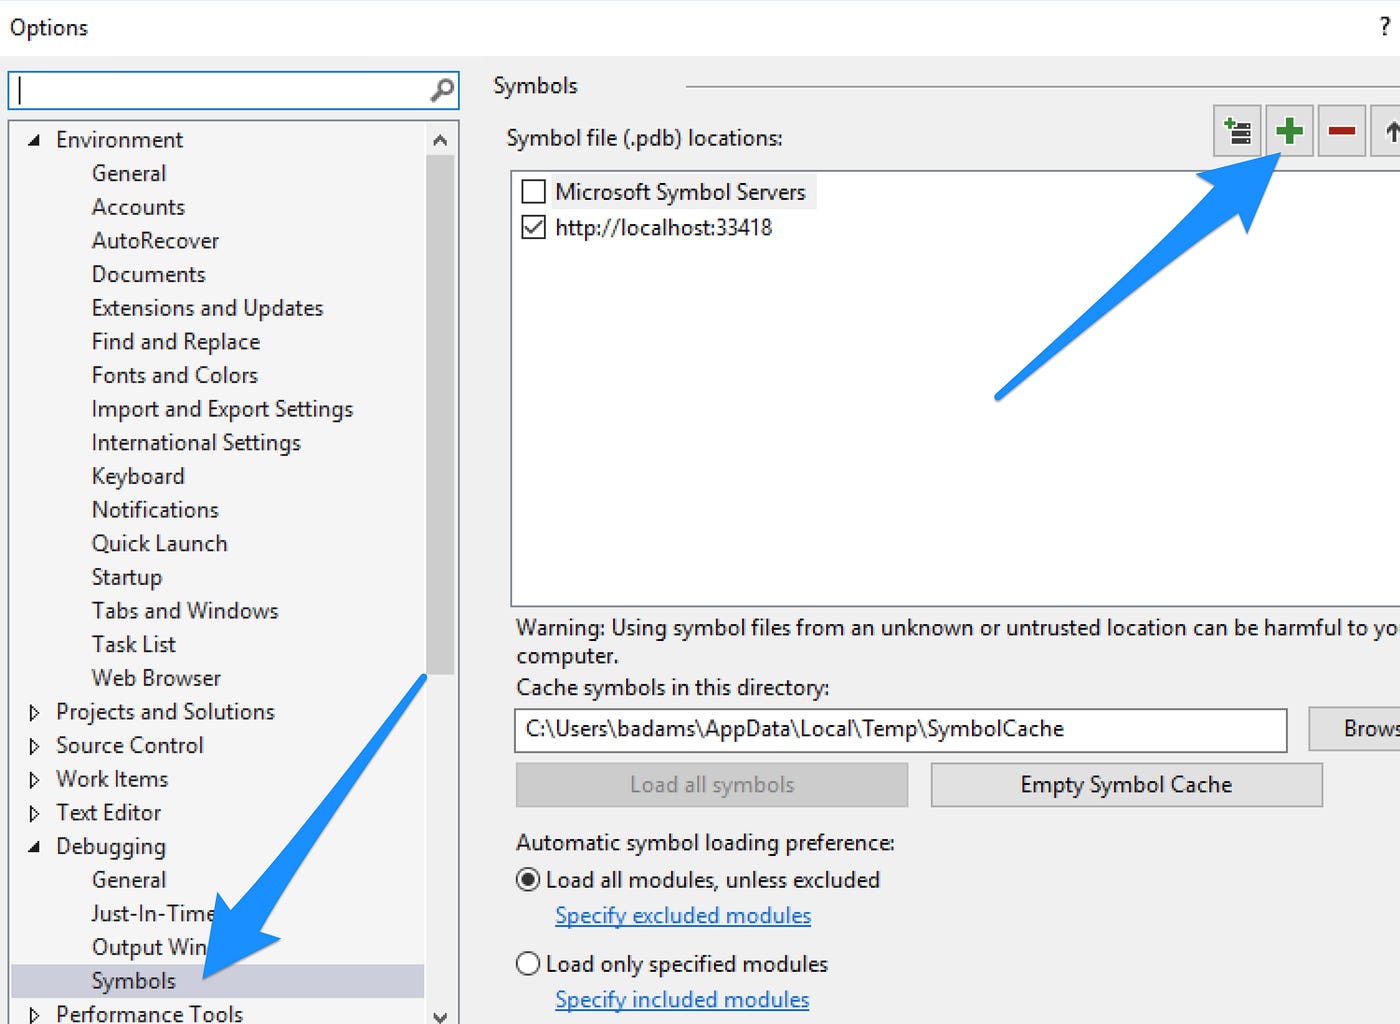 Options
?
Symbols
Symbol file (.pdb) locations:
Environment
General
Accounts
AutoRecover
Documents
Extensions and Updates
Find and Replace
Fonts and Colors
Import and Export Settings
International Settings
Keyboard
Notifications
Quick Launch
Startup
Tabs and Windows
Task List
Web Browser
Projects and Solutions
Source Control
Work Items
Text Editor
Debugging
General
Just-In-Time
Output Win
Symbols
Performance Tools
Microsoft Symbol Servers
http://localhost:33418
Warning: Using symbol files from an unknown or untrusted location can be harmful to yo
computer.
Cache symbols in this directory:
C:\Users\badams\AppData\Local\Temp\SymbolCache
Brows
Load all symbols
Empty Symbol Cache
Automatic symbol loading preference:
Load all modules, unless excluded
Specify excluded modules
Load only specified modules
Specify included modules